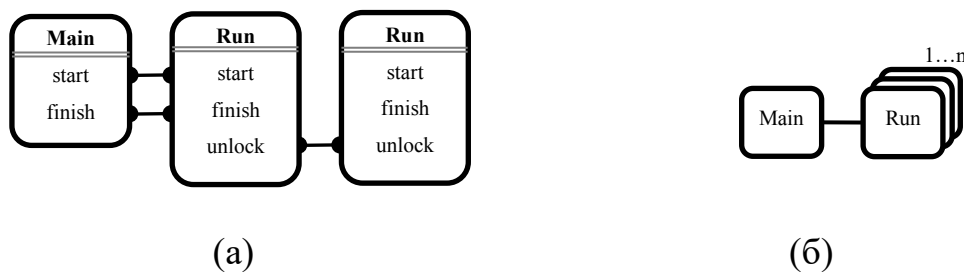 Main
start
finish
Run
start
finish
unlock
Run
start
finish
unlock
1…n
Main
Run
(а)
(б)